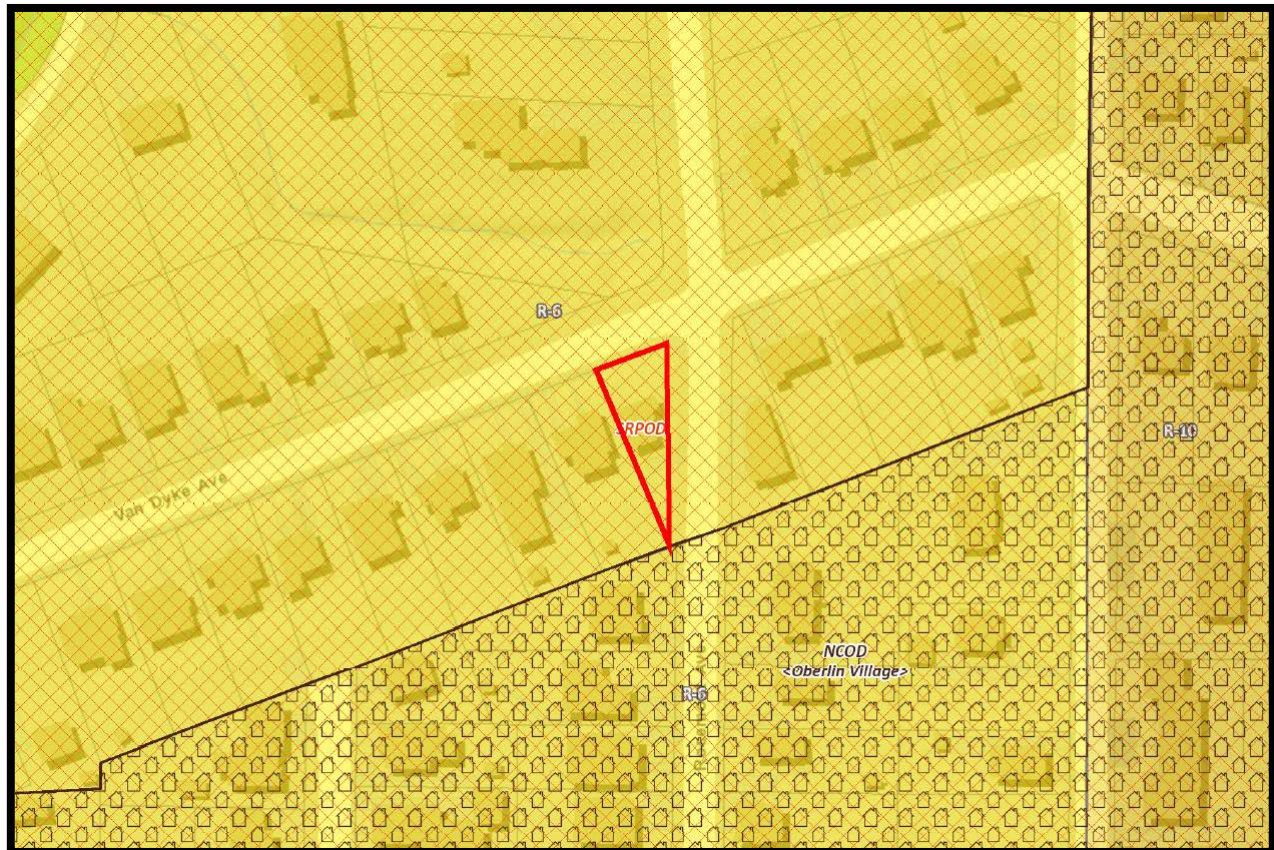 R-6
SRPOD
R-10
Van Dyke Ave
NCOD
<Oberlin Village>
R-6